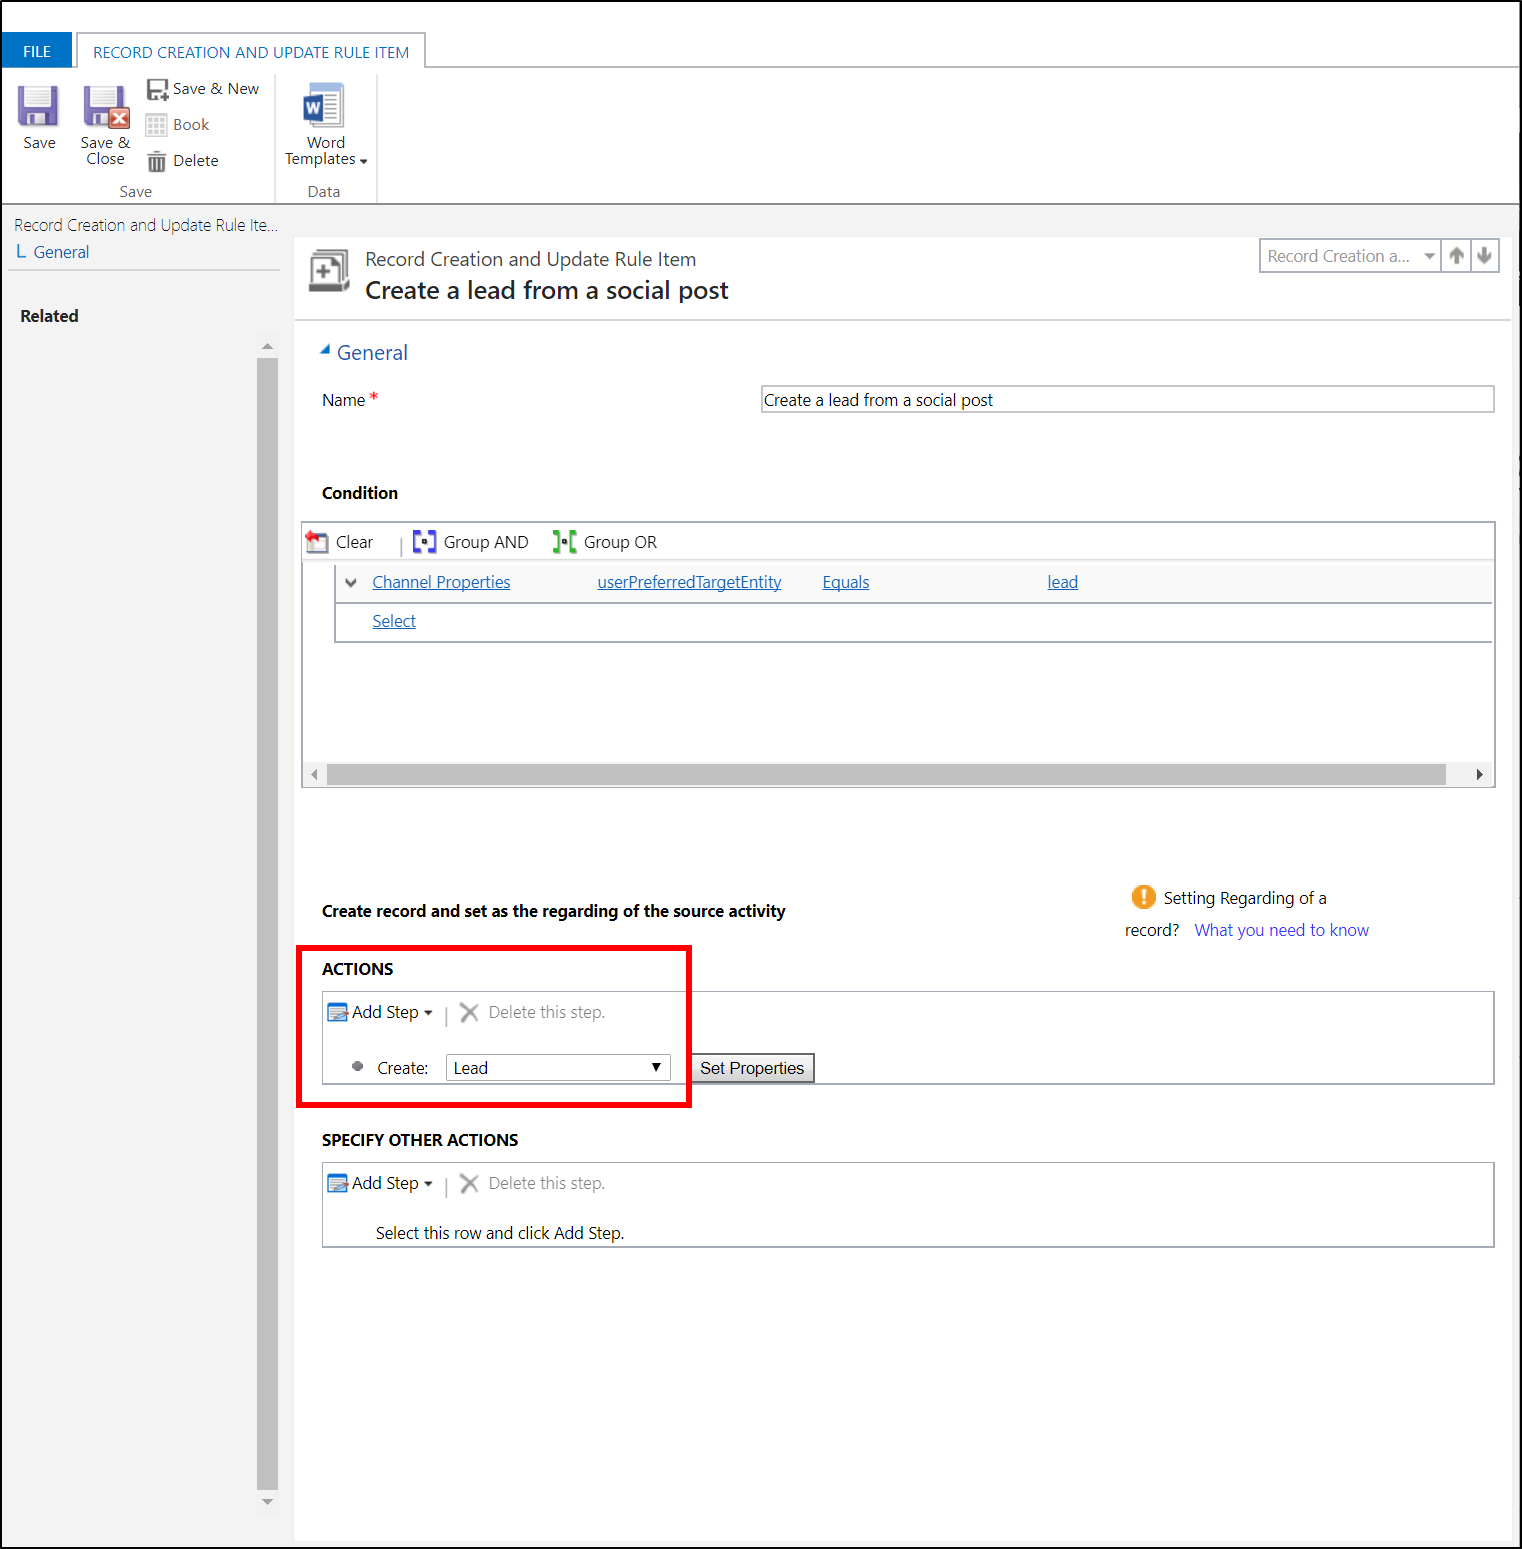 FILE
RECORD CREATION AND UPDATE RULE ITEM
Save
Save &
Close
Save & New
Book
Delete
Save
Word
Templates
Data
Record Creation and Update Rule Ite...
General
Related
Record Creation and Update Rule Item
Create a lead from a social post
Record Creation a...
General
Name *
Create a lead from a social post
Condition
Clear
Group AND
Group OR
Channel Properties userPreferredTargetEntity Equals lead
Select
Create record and set as the regarding of the source activity
Setting Regarding of a
record? What you need to know
ACTIONS
Add Step Delete this step.
Create: Lead Set Properties
SPECIFY OTHER ACTIONS
Add Step Delete this step.
Select this row and click Add Step.